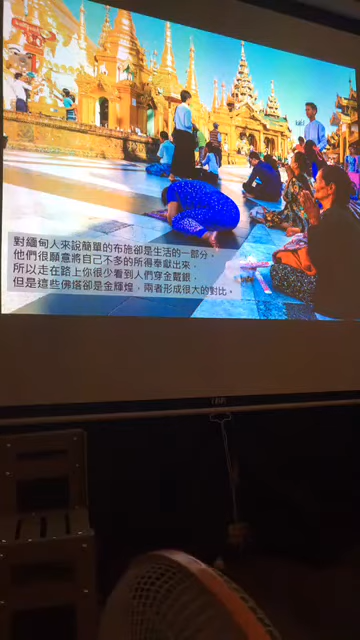 對緬甸人來說簡單的布施卻是生活的一部分。
他們很願意將自己不多的所得奉獻出來，
所以走在路上你很少看到人們穿金戴銀，
但是這些佛塔卻是金輝煌，兩者形成很大的對比。